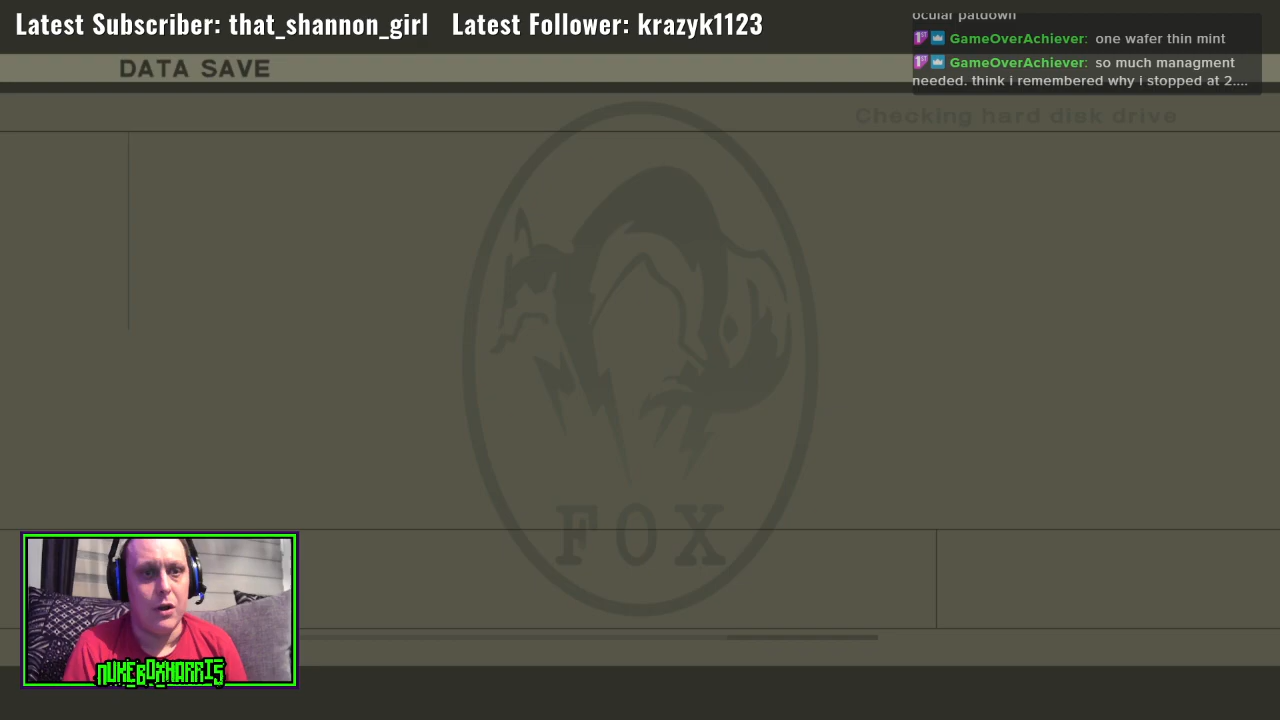 Latest Subscriber: that_shannon_girl Latest Follower: krazyk1123
ocular patdown
GameOverAchiever: one wafer thin mint
GameOverAchiever: so much managment
needed. think i remembered why i stopped at 2....
DATA SAVE
Checking hard disk drive
FOX
NUKEBOXHARRIS